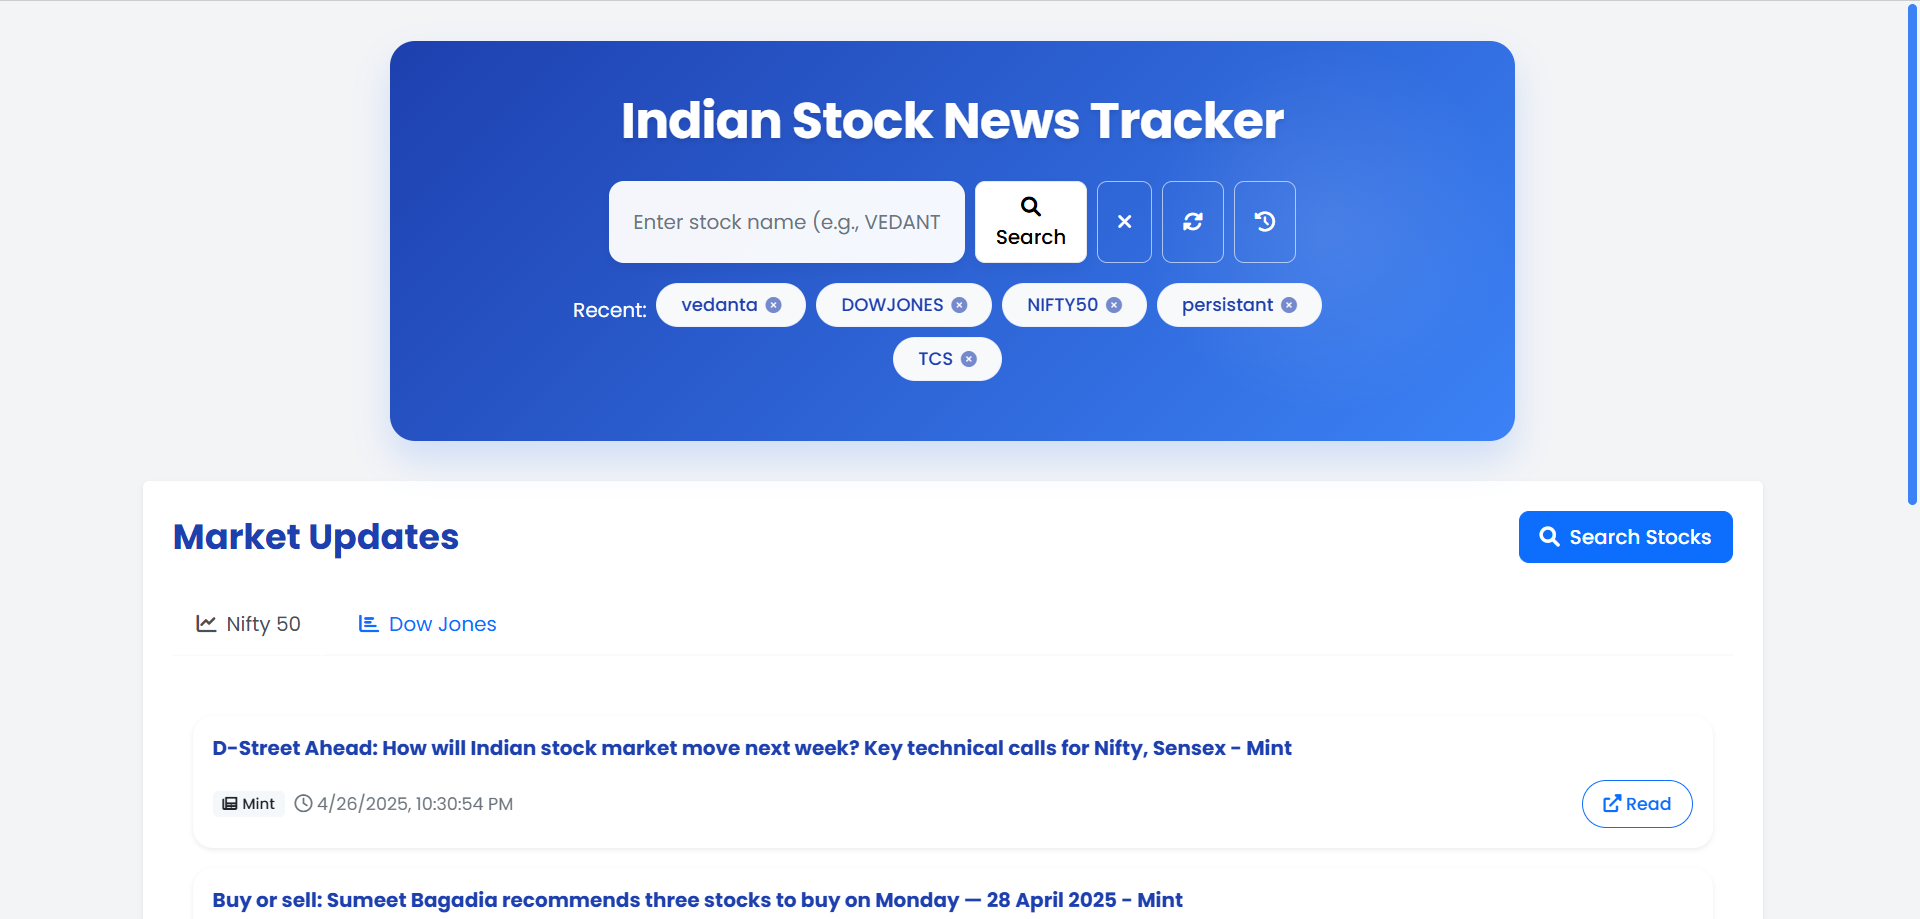 Indian Stock News Tracker
Enter stock name (e.g., VEDANT
Search
Recent: vedanta DOWJONES NIFTY50 persistant
TCS
Market Updates
Search Stocks
Nifty 50 Dow Jones
D-Street Ahead: How will Indian stock market move next week? Key technical calls for Nifty, Sensex - Mint
Mint 4/26/2025, 10:30:54 PM
Read
Buy or sell: Sumeet Bagadia recommends three stocks to buy on Monday — 28 April 2025 - Mint